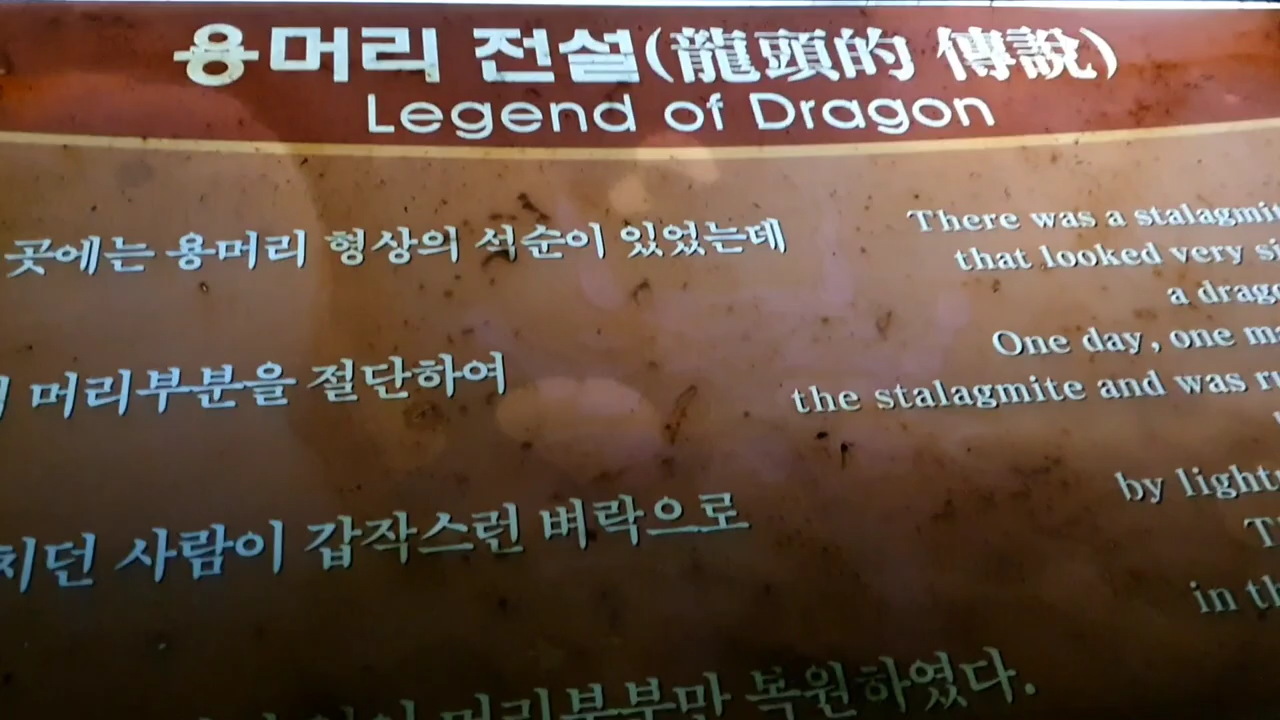 용머리 전설(龍頭的 傳說)
Legend of Dragon
곳에는 용머리 형상의 석순이 있었는데
머리부분을 절단하여
치던 사람이 갑작스런 벼락으로
머리부분만 복원하였다.
There was a stalagmit
that looked very si
a drag
One day, one m
the stalagmite and was r
by light
T
in th